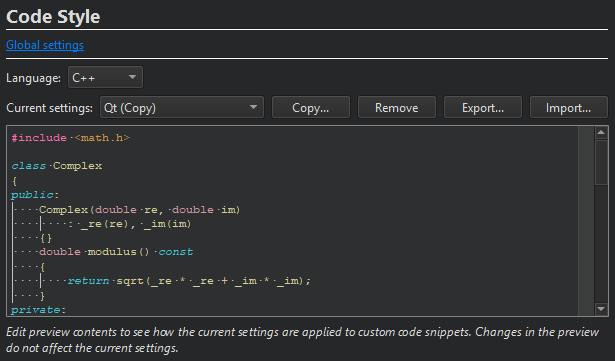 Code Style
Global settings
Language: C++
Current settings: Qt (Copy) Copy... Remove Export... Import...
#include <math.h>
class Complex
{
public:
    Complex(double re, double im)
        : _re(re), _im(im)
    {}
    double modulus() const
    {
        return sqrt(_re * _re + _im * _im);
    }
private:
Edit preview contents to see how the current settings are applied to custom code snippets. Changes in the preview
do not affect the current settings.